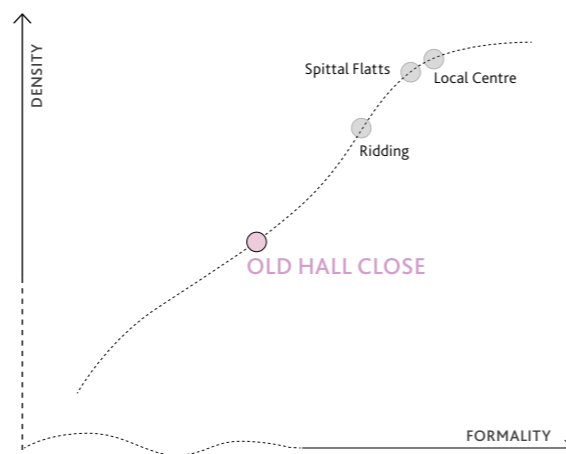 DENSITY
Spittal Flatts
Local Centre
Ridding
OLD HALL CLOSE
FORMALITY